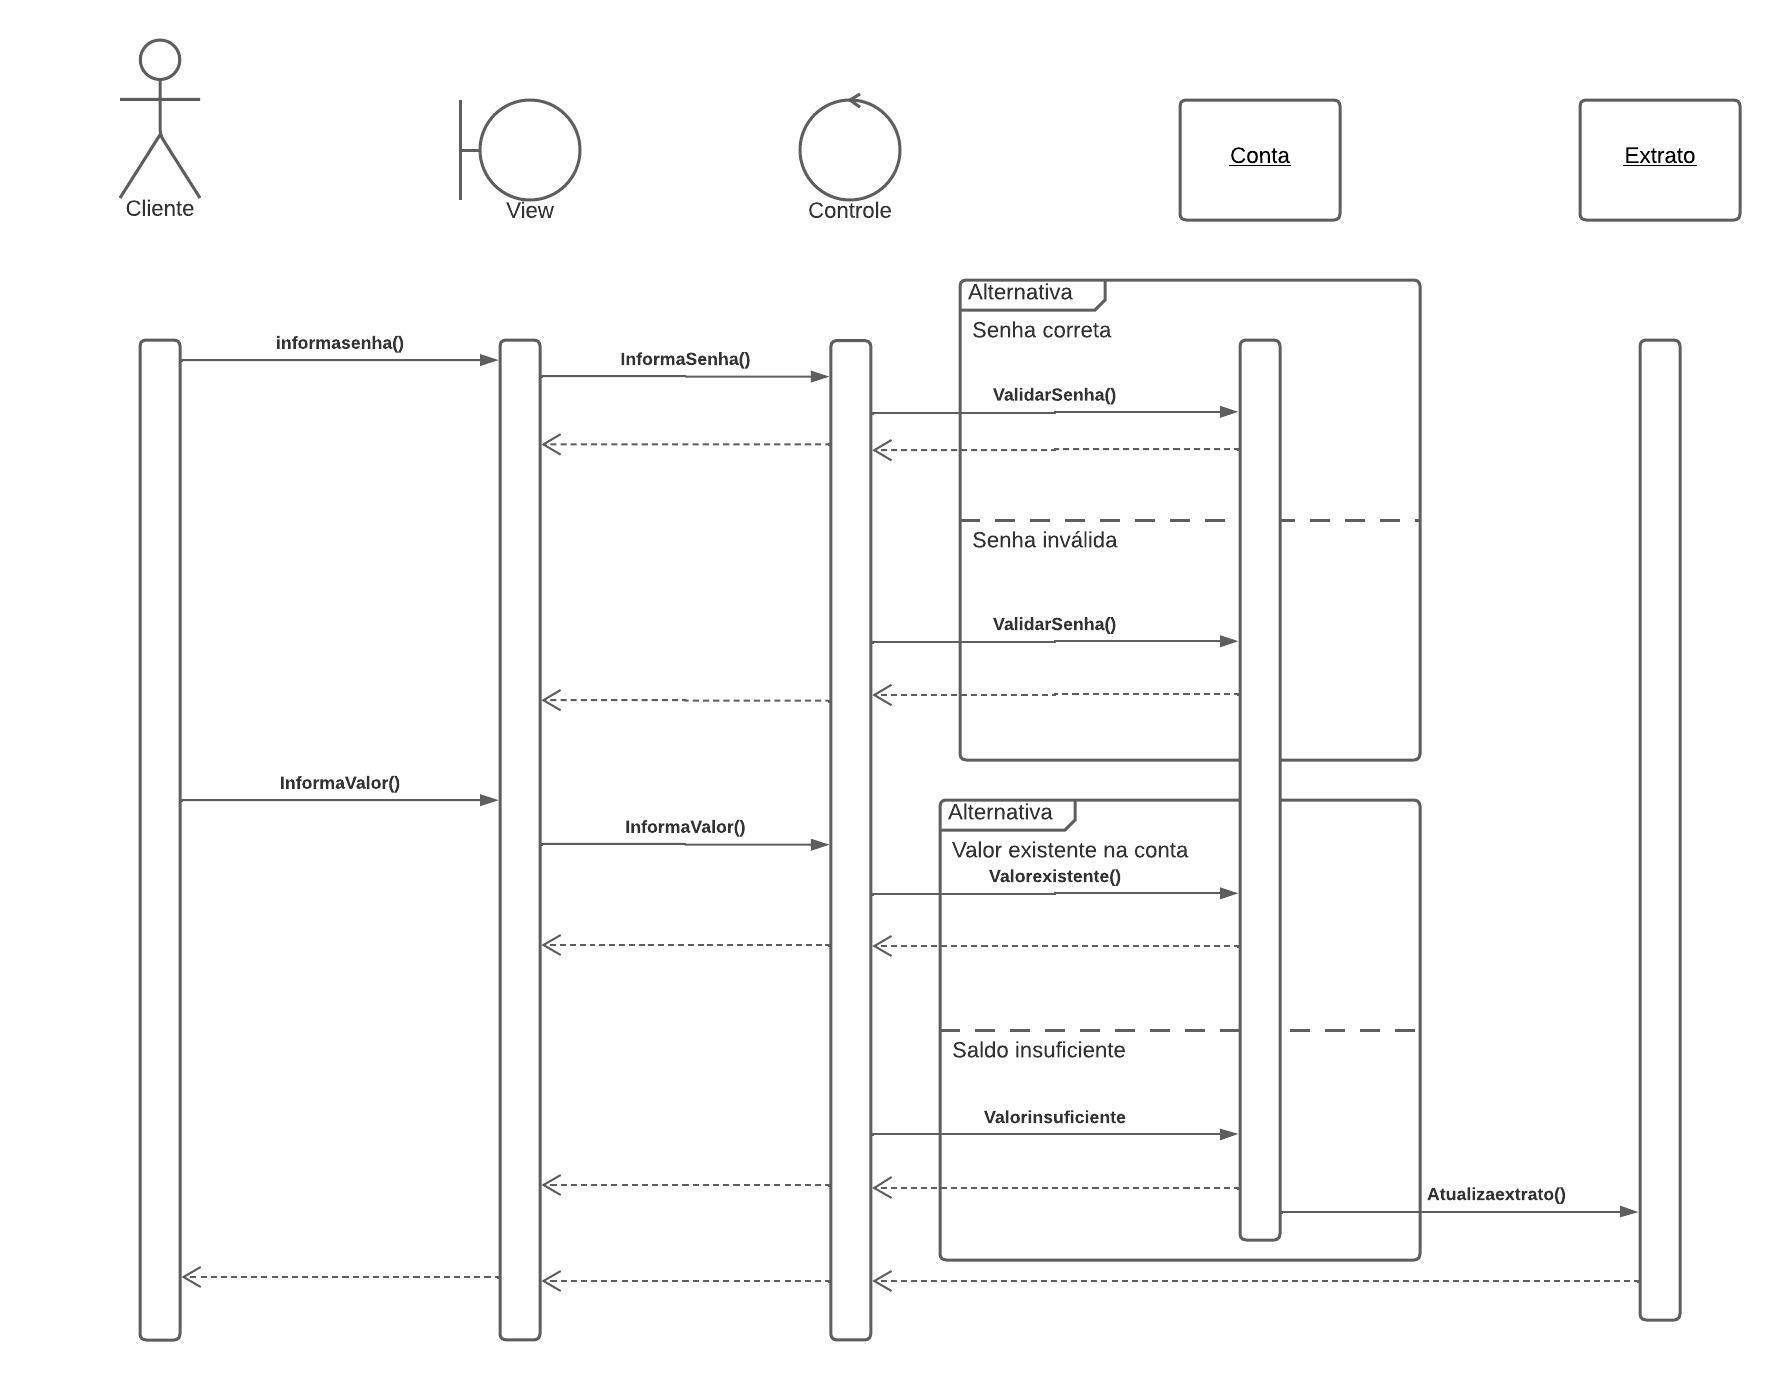 Cliente
View
Controle
Conta
Extrato
Alternativa
Senha correta
informasenha()
InformaSenha()
ValidarSenha()
Senha inválida
ValidarSenha()
InformaValor()
Alternativa
InformaValor()
Valor existente na conta
Valorexistente()
Saldo insuficiente
Valorinsuficiente
Atualizaextrato()